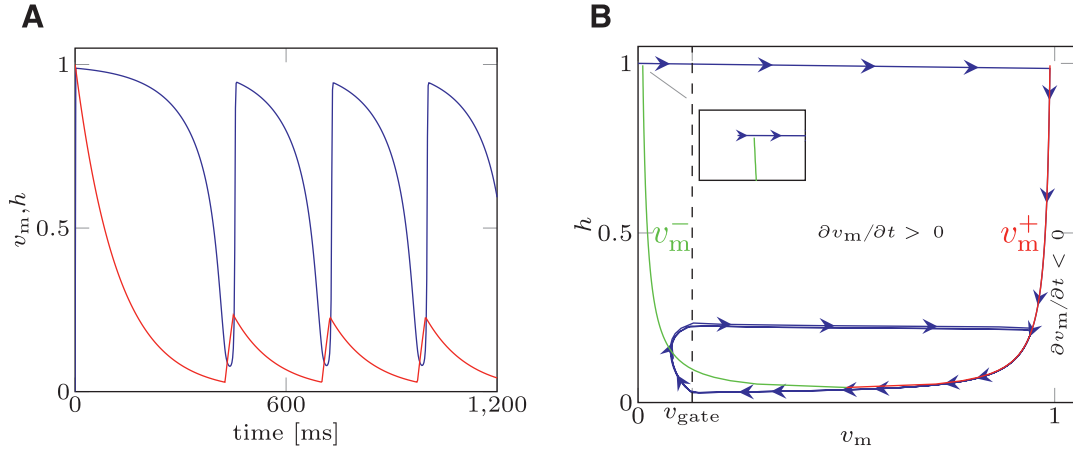 A
1
0.5
0
v_m, h
0
600
1,200
time [ms]
B
1
0.5
0
h
v_m^-
∂v_m/∂t > 0
v_m^+
∂v_m/∂t < 0
0
v_gate
1
v_m